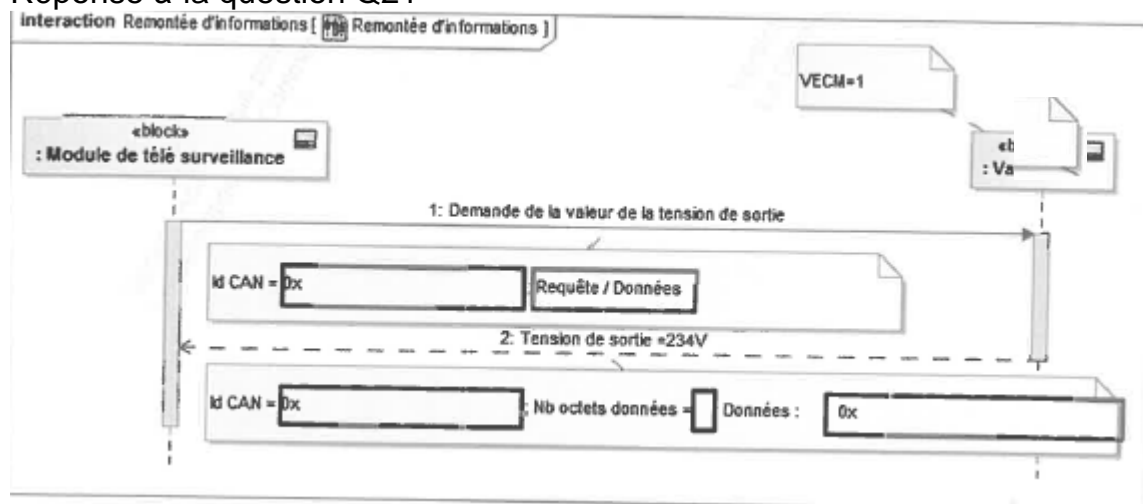 Réponse à la question Q21
interaction Remontée d'informations [ Remontée d'informations ]
VECM=1
«block»
: Module de télé surveillance
: Va
1: Demande de la valeur de la tension de sortie
Id CAN = 0x ; Requête / Données
2: Tension de sortie =234V
Id CAN = 0x ; Nb octets données = Données : 0x